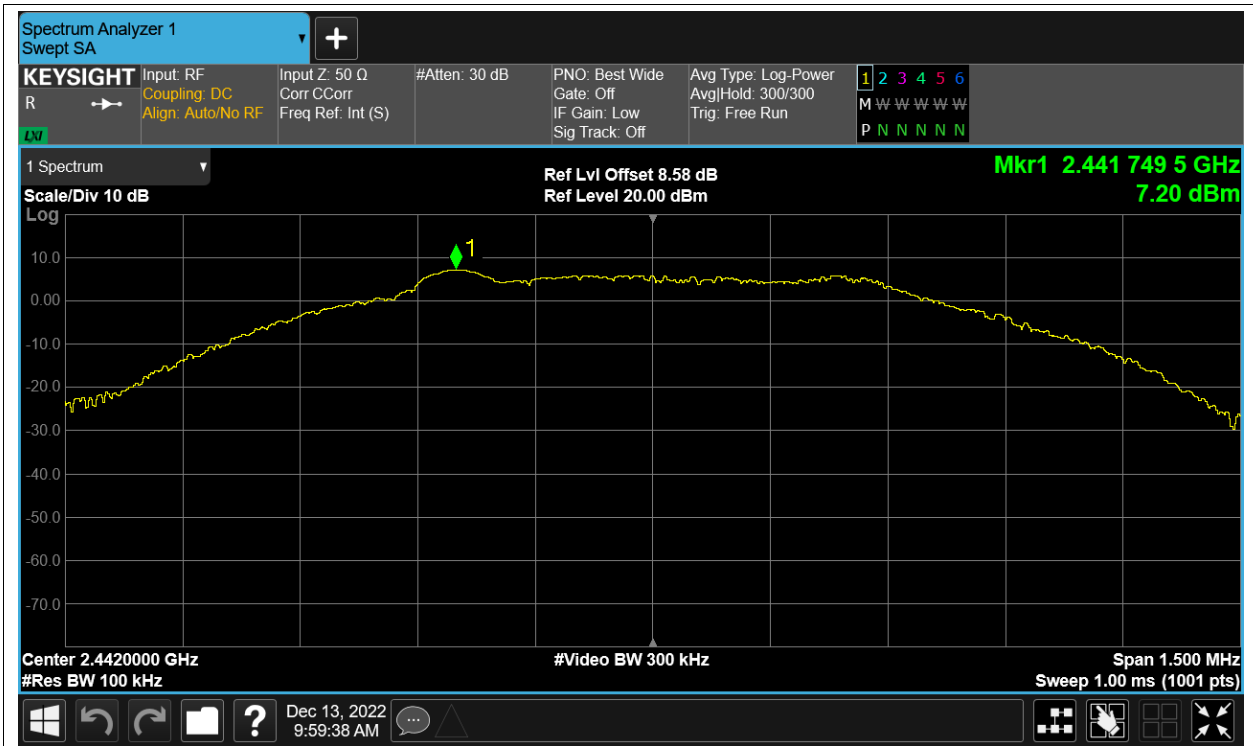 Spectrum Analyzer 1
Swept SA
KEYSIGHT
R
LXI
Input: RF
Coupling: DC
Align: Auto/No RF
Input Z: 50 Ω
Corr CCorr
Freq Ref: Int (S)
#Atten: 30 dB
PNO: Best Wide
Gate: Off
IF Gain: Low
Sig Track: Off
Avg Type: Log-Power
Avg|Hold: 300/300
Trig: Free Run
1 2 3 4 5 6
M W W W W W
P N N N N N
1 Spectrum
Scale/Div 10 dB
Ref Lvl Offset 8.58 dB
Ref Level 20.00 dBm
Mkr1 2.441 749 5 GHz
7.20 dBm
Log
1
10.0
0.00
-10.0
-20.0
-30.0
-40.0
-50.0
-60.0
-70.0
Center 2.4420000 GHz
#Video BW 300 kHz
Span 1.500 MHz
#Res BW 100 kHz
Sweep 1.00 ms (1001 pts)
?
Dec 13, 2022
9:59:38 AM